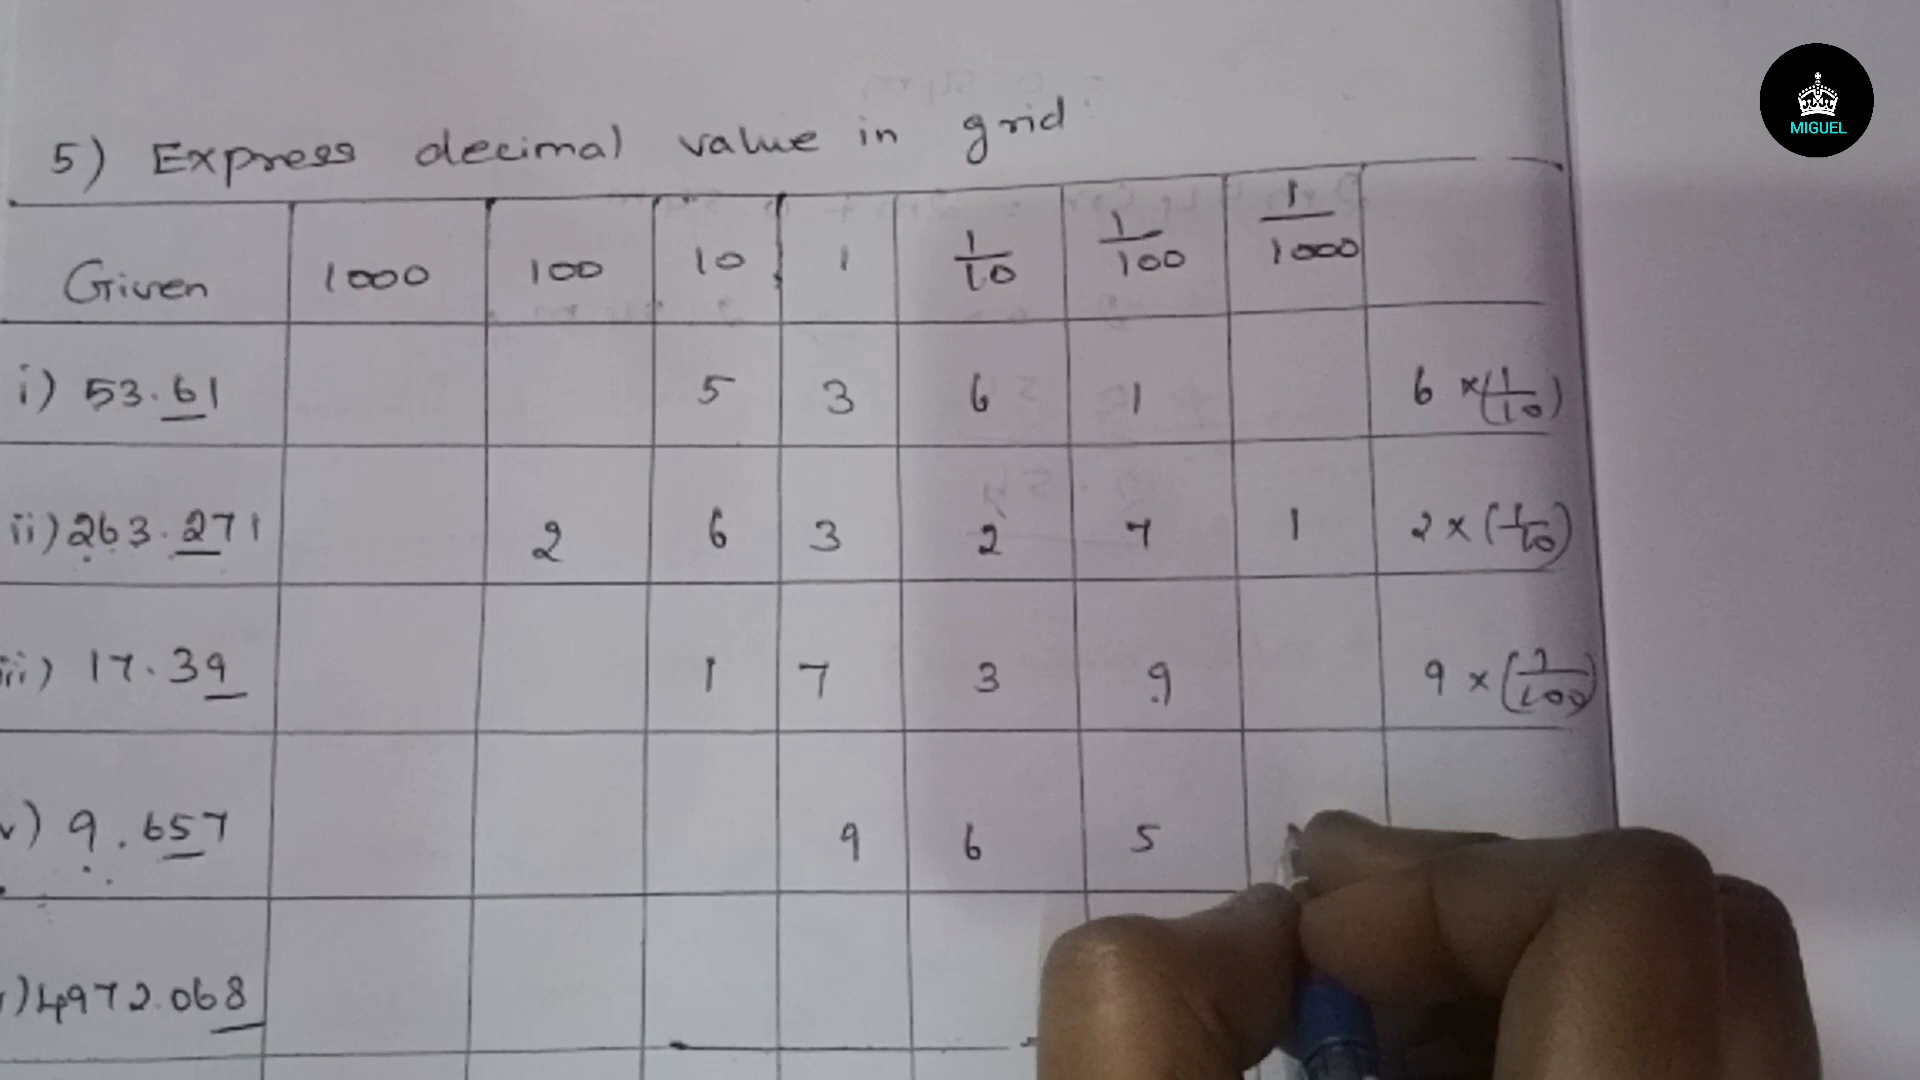 MIGUEL
5) Express decimal value in grid
Given 1000 100 10 1 1/10 1/100 1/1000
i) 53.61 5 3 6 1 6 × (1/10)
ii) 263.271 2 6 3 2 7 1 2 × (1/10)
iii) 17.39 1 7 3 9 9 × (1/100)
v) 9.657 9 6 5
) 4972.068